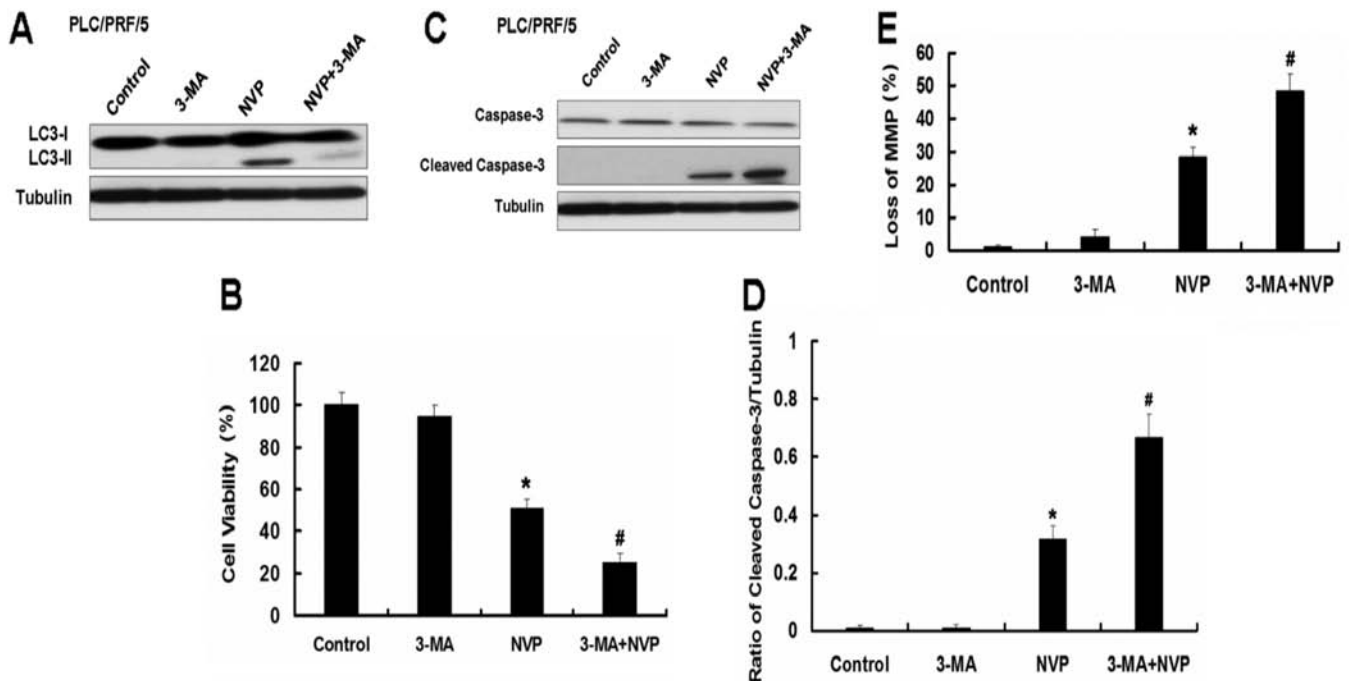 A
PLC/PRF/5
Control 3-MA NVP NVP+3-MA
LC3-I
LC3-II
Tubulin
C
PLC/PRF/5
Control 3-MA NVP NVP+3-MA
Caspase-3
Cleaved Caspase-3
Tubulin
E
Loss of MMP (%)
60
50
40
30
20
10
0
*
#
Control 3-MA NVP 3-MA+NVP
B
Cell Viability (%)
120
100
80
60
40
20
0
*
#
Control 3-MA NVP 3-MA+NVP
D
Ratio of Cleaved Caspase-3/Tubulin
1
0.8
0.6
0.4
0.2
0
*
#
Control 3-MA NVP 3-MA+NVP